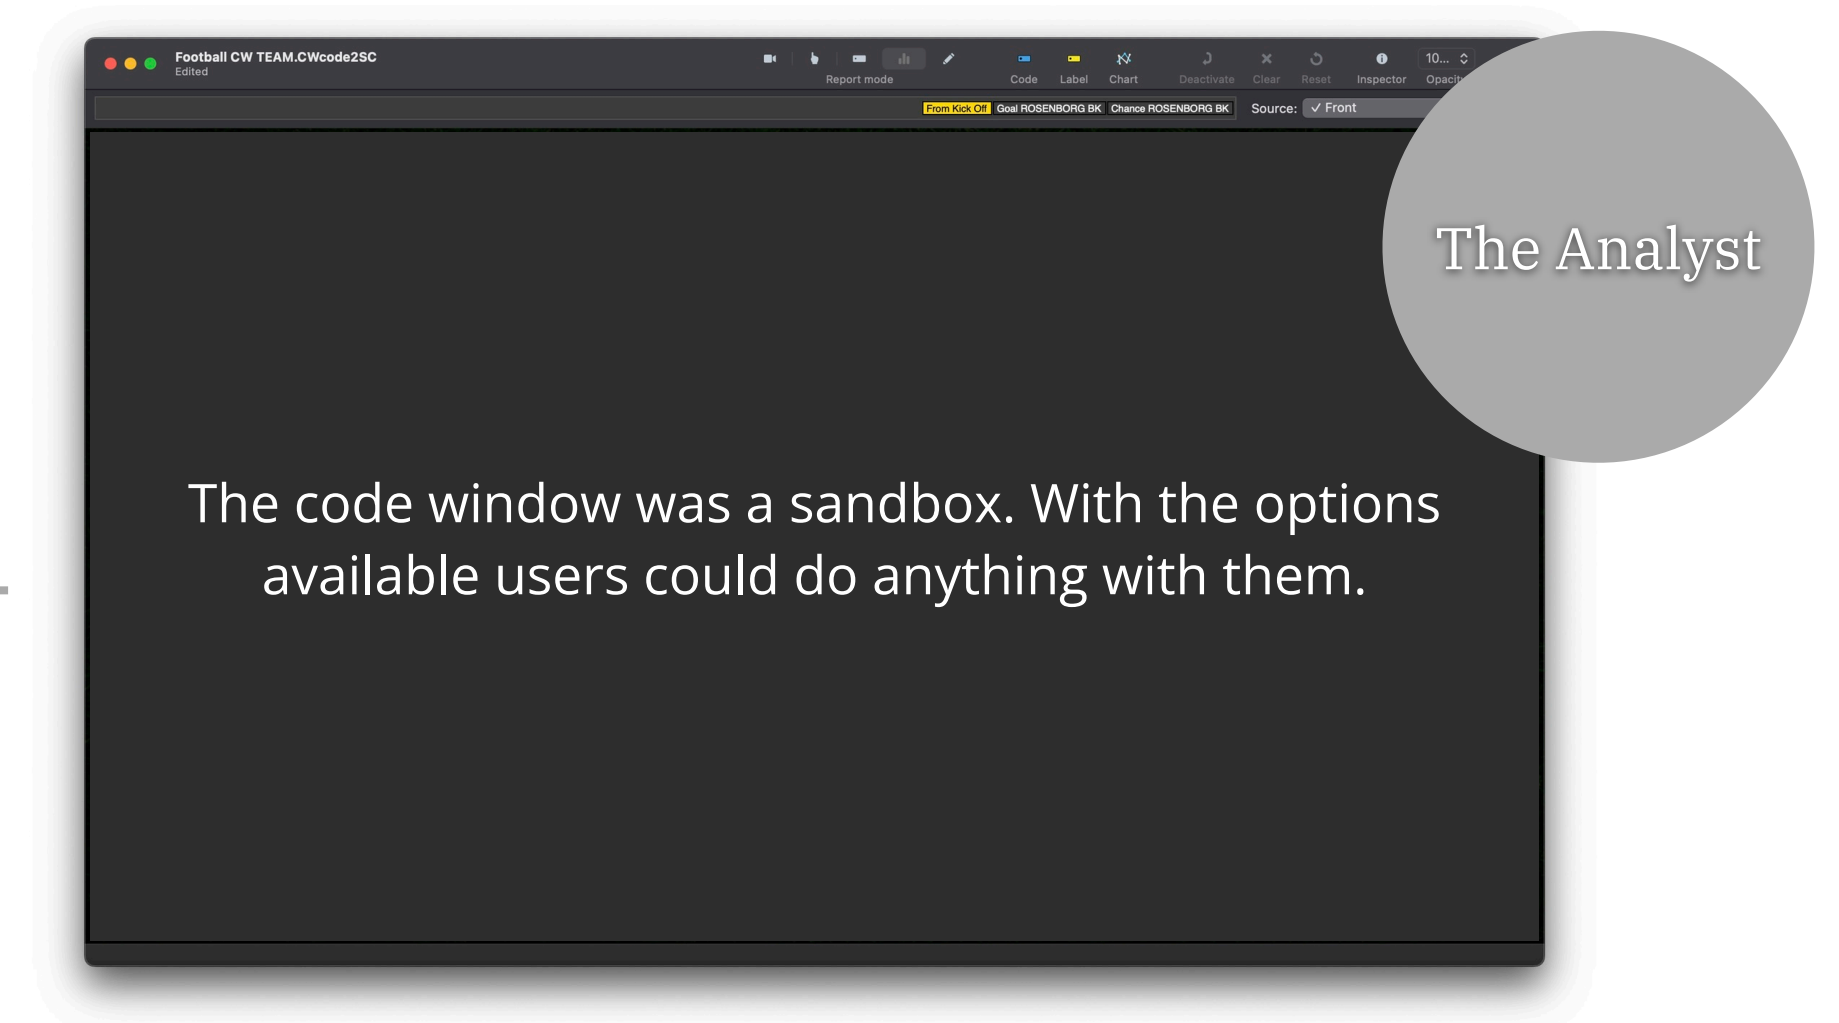 Football CW TEAM.CWcode2SC
Edited
Report mode
Code Label Chart Deactivate Clear Reset Inspector
10...
From Kick Off Goal ROSENBORG BK Chance ROSENBORG BK Source: ✓ Front
The Analyst
The code window was a sandbox. With the options
available users could do anything with them.